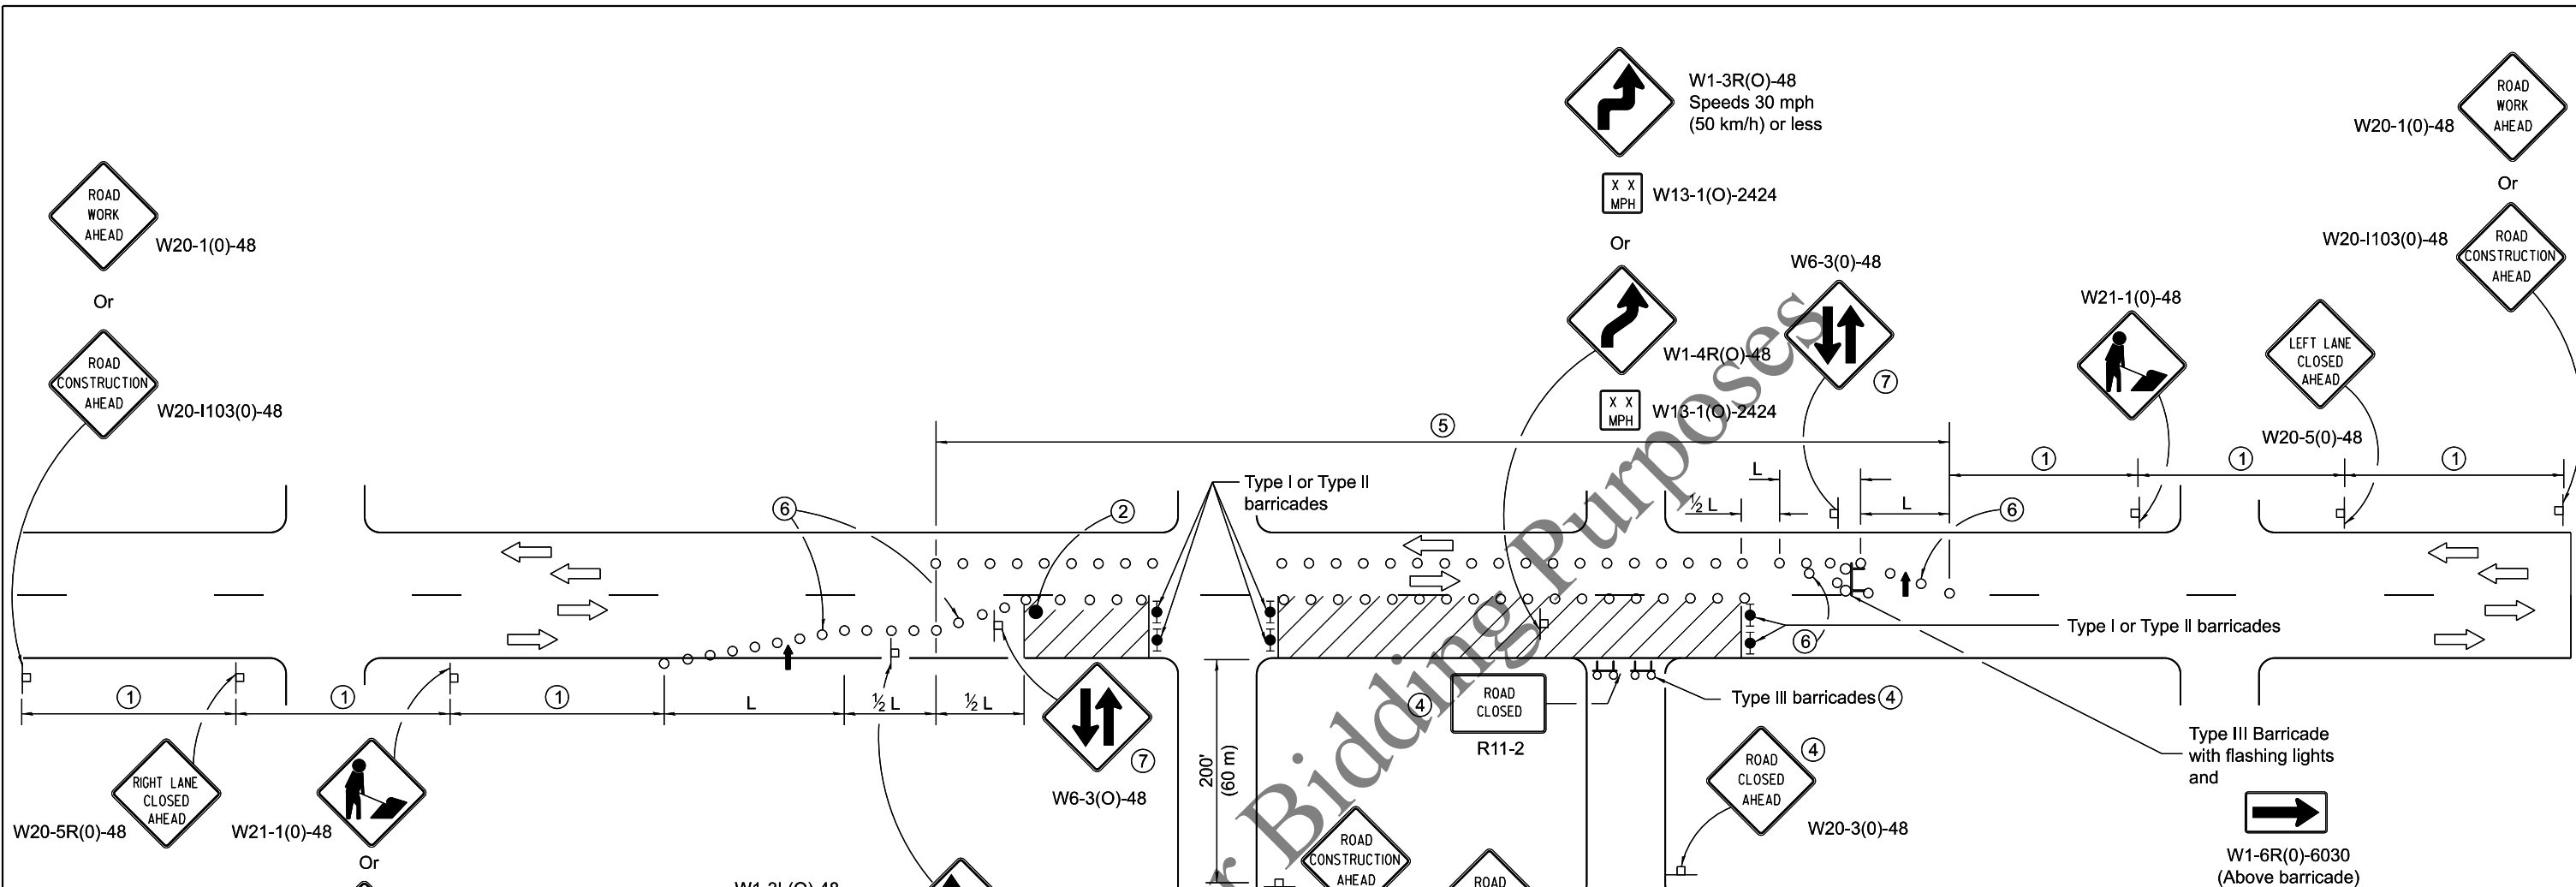 W1-3R(O)-48
Speeds 30 mph
(50 km/h) or less
X X
MPH
W13-1(O)-2424
Or
W1-4R(O)-48
X X
MPH
W13-1(O)-2424
ROAD
WORK
AHEAD
W20-1(0)-48
Or
ROAD
CONSTRUCTION
AHEAD
W20-I103(0)-48
ROAD
WORK
AHEAD
W20-1(0)-48
Or
ROAD
CONSTRUCTION
AHEAD
W20-I103(0)-48
W6-3(0)-48
7
W21-1(0)-48
LEFT LANE
CLOSED
AHEAD
W20-5(0)-48
5
1
1
1
Type I or Type II
barricades
6
2
½ L
L
L
6
Type I or Type II barricades
6
1
1
1
L
½ L
½ L
RIGHT LANE
CLOSED
AHEAD
W20-5R(0)-48
W21-1(0)-48
Or
7
W6-3(O)-48
200'
(60 m)
4
ROAD
CLOSED
R11-2
Type III barricades 4
ROAD
CLOSED
AHEAD
4
W20-3(0)-48
Type III Barricade
with flashing lights
and
W1-6R(0)-6030
(Above barricade)
ROAD
CONSTRUCTION
AHEAD
ROAD
Bidding Purposes